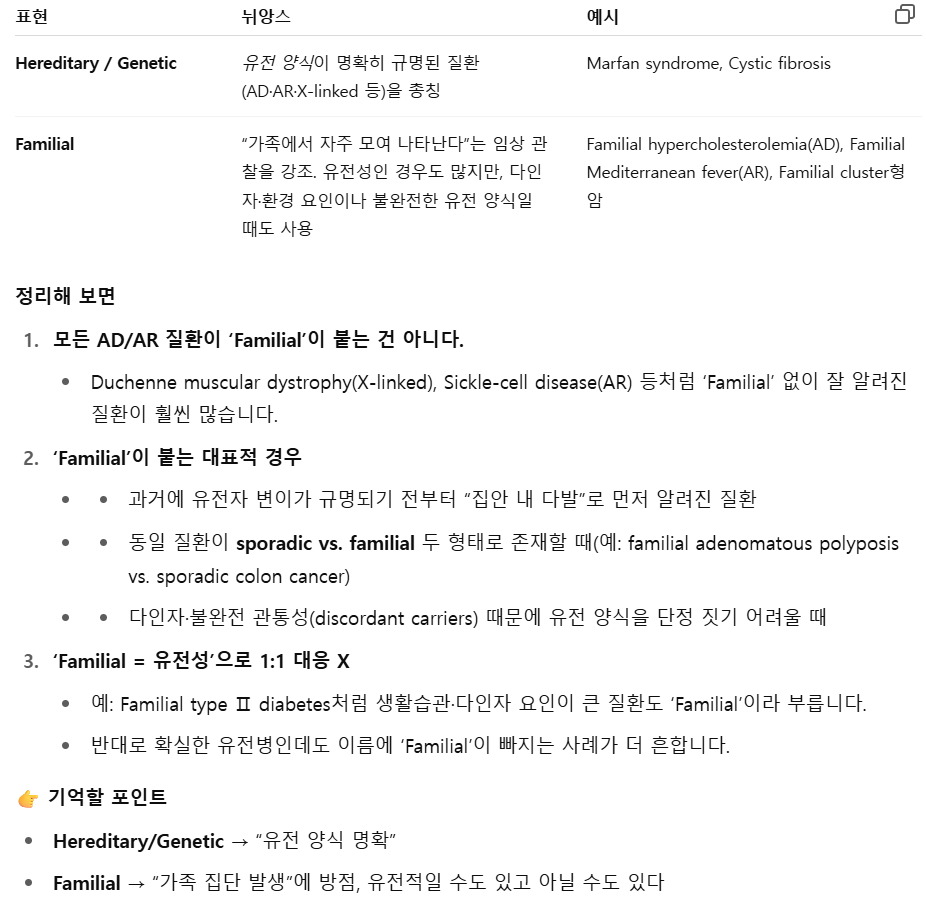 표현 뉘앙스 예시
Hereditary / Genetic 유전 양식이 명확히 규명된 질환 Marfan syndrome, Cystic fibrosis
(AD·AR·X-linked 등)을 총칭
Familial “가족에서 자주 모여 나타난다”는 임상 관 Familial hypercholesterolemia(AD), Familial
찰을 강조. 유전성인 경우도 많지만, 다인 Mediterranean fever(AR), Familial cluster형
자·환경 요인이나 불완전한 유전 양식일 암
때도 사용
정리해 보면
1. 모든 AD/AR 질환이 ‘Familial’이 붙는 건 아니다.
• Duchenne muscular dystrophy(X-linked), Sickle-cell disease(AR) 등처럼 ‘Familial’ 없이 잘 알려진
질환이 훨씬 많습니다.
2. ‘Familial’이 붙는 대표적 경우
• • 과거에 유전자 변이가 규명되기 전부터 “집안 내 다발”로 먼저 알려진 질환
• • 동일 질환이 sporadic vs. familial 두 형태로 존재할 때(예: familial adenomatous polyposis
vs. sporadic colon cancer)
• • 다인자·불완전 관통성(discordant carriers) 때문에 유전 양식을 단정 짓기 어려울 때
3. ‘Familial = 유전성’으로 1:1 대응 X
• 예: Familial type Ⅱ diabetes처럼 생활습관·다인자 요인이 큰 질환도 ‘Familial’이라 부릅니다.
• 반대로 확실한 유전병인데도 이름에 ‘Familial’이 빠지는 사례가 더 흔합니다.
👉 기억할 포인트
• Hereditary/Genetic → “유전 양식 명확”
• Familial → “가족 집단 발생”에 방점, 유전적일 수도 있고 아닐 수도 있다